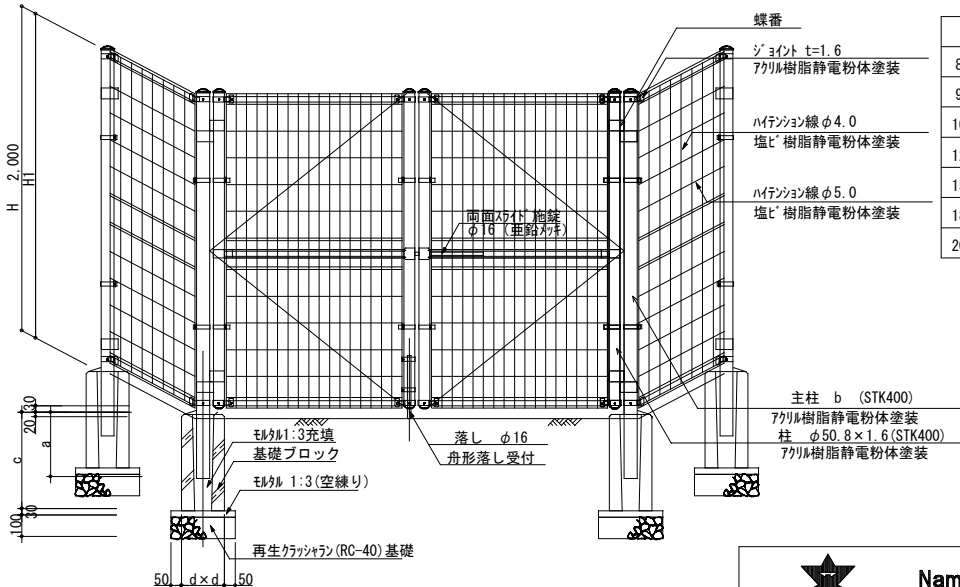 蝶番
ｼﾞｮｲﾝﾄ t=1.6
ｱｸﾘﾙ樹脂静電粉体塗装
ﾊｲﾃﾝｼｮﾝ線φ4.0
塩ﾋﾞ樹脂静電粉体塗装
ﾊｲﾃﾝｼｮﾝ線φ5.0
塩ﾋﾞ樹脂静電粉体塗装
H 2,000
H1
両面ｽﾗｲﾄﾞ施錠
φ16 (亜鉛ﾒｯｷ)
主柱 b (STK400)
ｱｸﾘﾙ樹脂静電粉体塗装
柱 φ50.8×1.6(STK400)
ｱｸﾘﾙ樹脂静電粉体塗装
落し φ16
舟形落し受付
ﾓﾙﾀﾙ1:3充填
基礎ブロック
ﾓﾙﾀﾙ 1:3(空練り)
再生ｸﾗｯｼｬﾗﾝ(RC-40)基礎
20
30
a
c
30
100
50 d×d 50
8
9
1
1
1
1
2
Nam